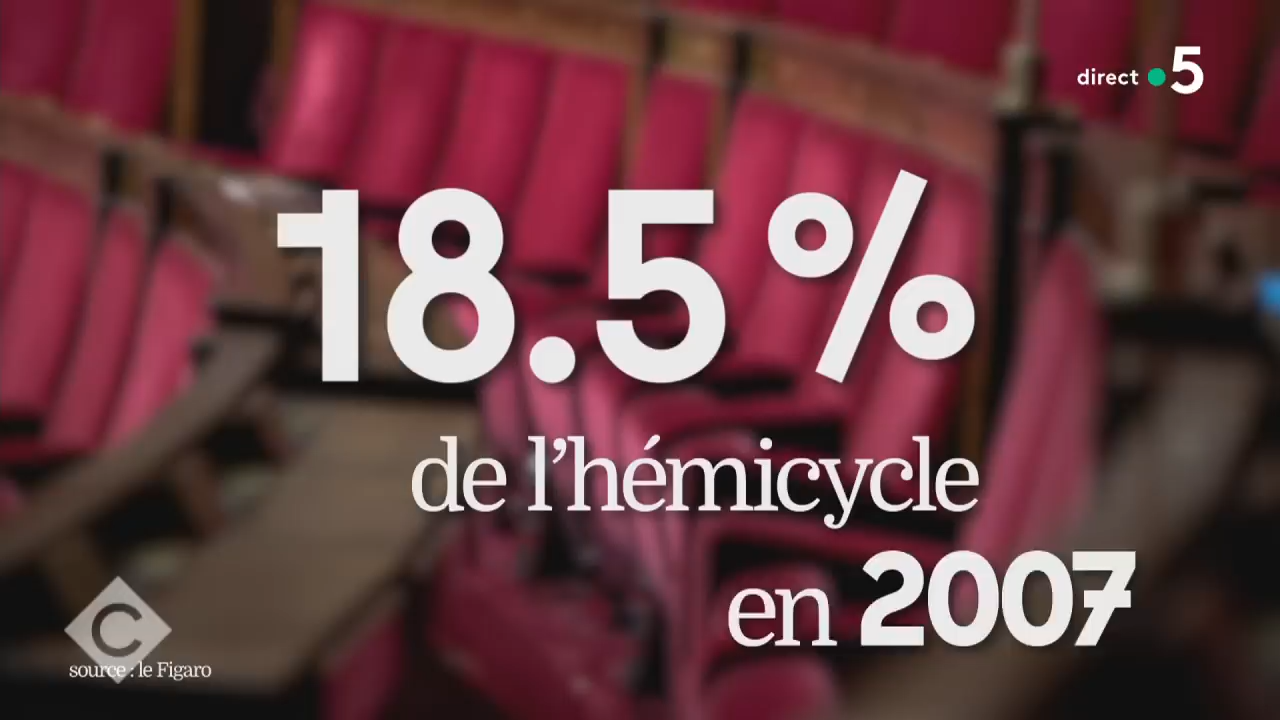 direct 5
18.5 %
de l'hémicycle
en 2007
C
source : le Figaro